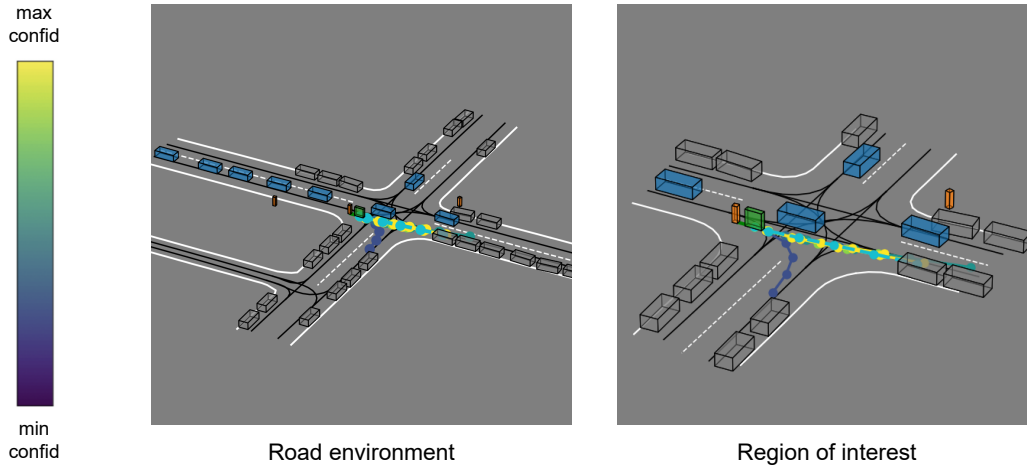 max
confid
min
confid
Road environment
Region of interest